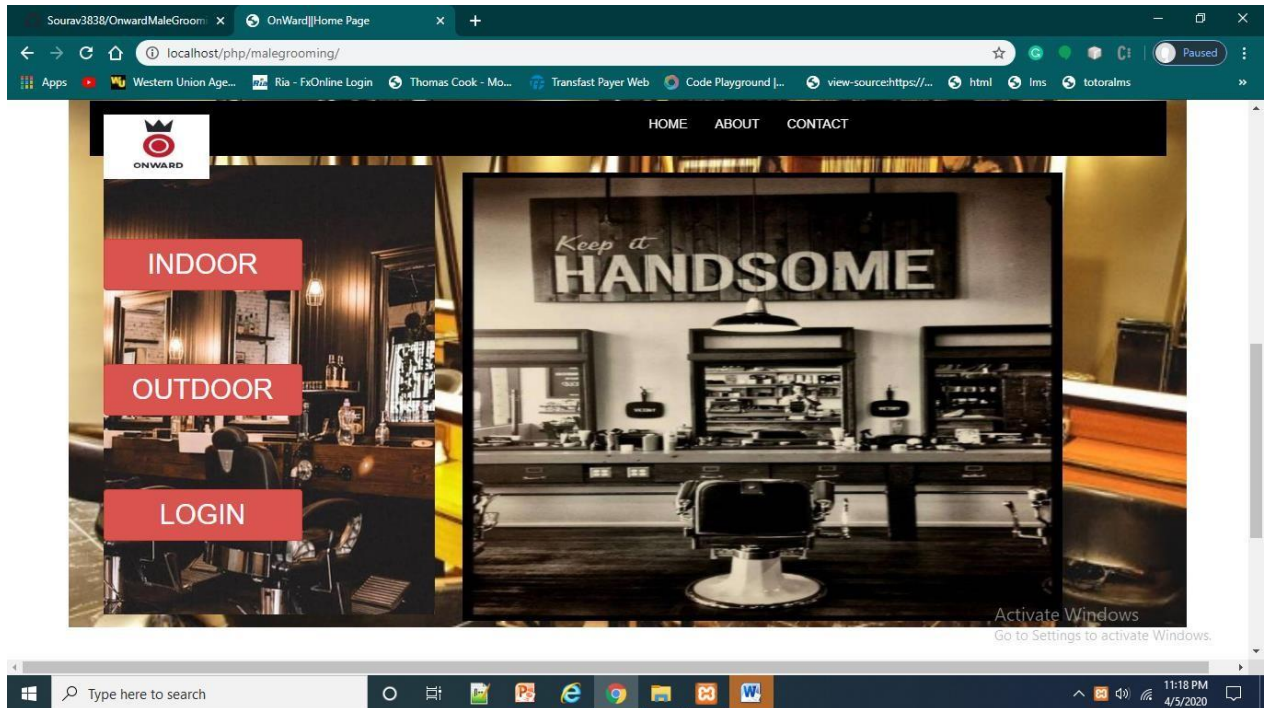 Sourav3838/OnwardMaleGroomi
OnWard||Home Page
localhost/php/malegrooming/
Paused
Apps
Western Union Age...
Ria
Ria - FxOnline Login
Thomas Cook - Mo...
Transfast Payer Web
Code Playground |...
view-source:https://...
html
lms
totoralms
»
ONWARD
HOME ABOUT CONTACT
INDOOR
OUTDOOR
LOGIN
Keep it
HANDSOME
Activate Windows
Go to Settings to activate Windows.
Type here to search
11:18 PM
4/5/2020